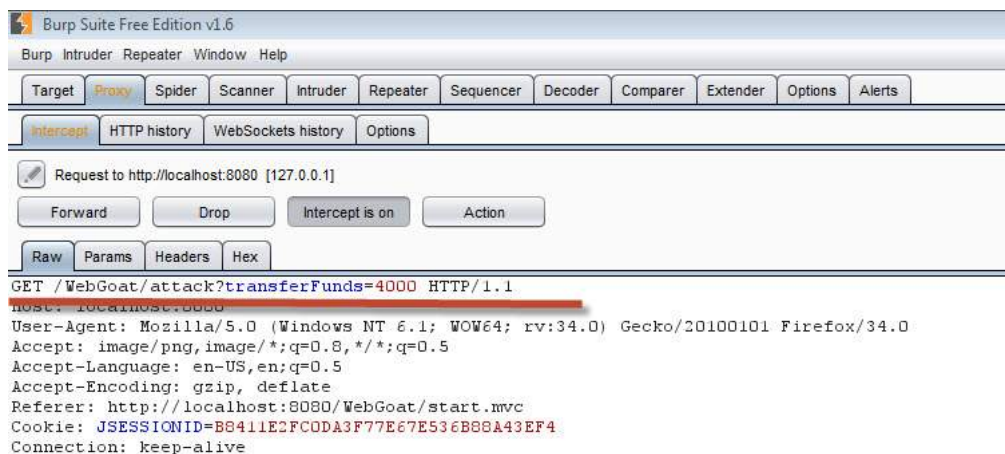 Burp Suite Free Edition v1.6
Burp Intruder Repeater Window Help
Target Proxy Spider Scanner Intruder Repeater Sequencer Decoder Comparer Extender Options Alerts
Intercept HTTP history WebSockets history Options
Request to http://localhost:8080 [127.0.0.1]
Forward Drop Intercept is on Action
Raw Params Headers Hex
GET /WebGoat/attack?transferFunds=4000 HTTP/1.1
Host: localhost:8080
User-Agent: Mozilla/5.0 (Windows NT 6.1; WOW64; rv:34.0) Gecko/20100101 Firefox/34.0
Accept: image/png,image/*;q=0.8,*/*;q=0.5
Accept-Language: en-US,en;q=0.5
Accept-Encoding: gzip, deflate
Referer: http://localhost:8080/WebGoat/start.mvc
Cookie: JSESSIONID=B8411E2FC0DA3F77E67E536B88A43EF4
Connection: keep-alive